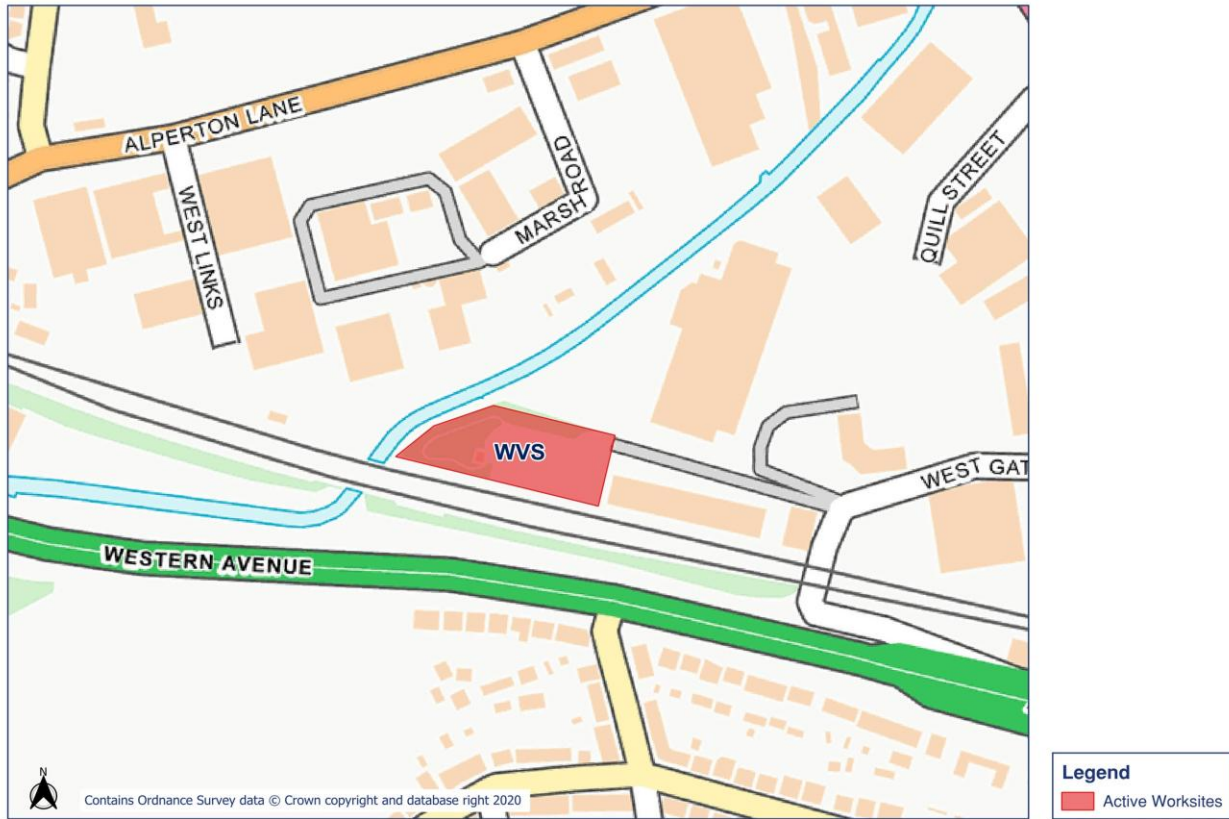 ALPERTON LANE
WEST LINKS
MARSH ROAD
QUILL STREET
WVS
WEST GAT
WESTERN AVENUE
N
Contains Ordnance Survey data © Crown copyright and database right 2020
Legend
Active Worksites